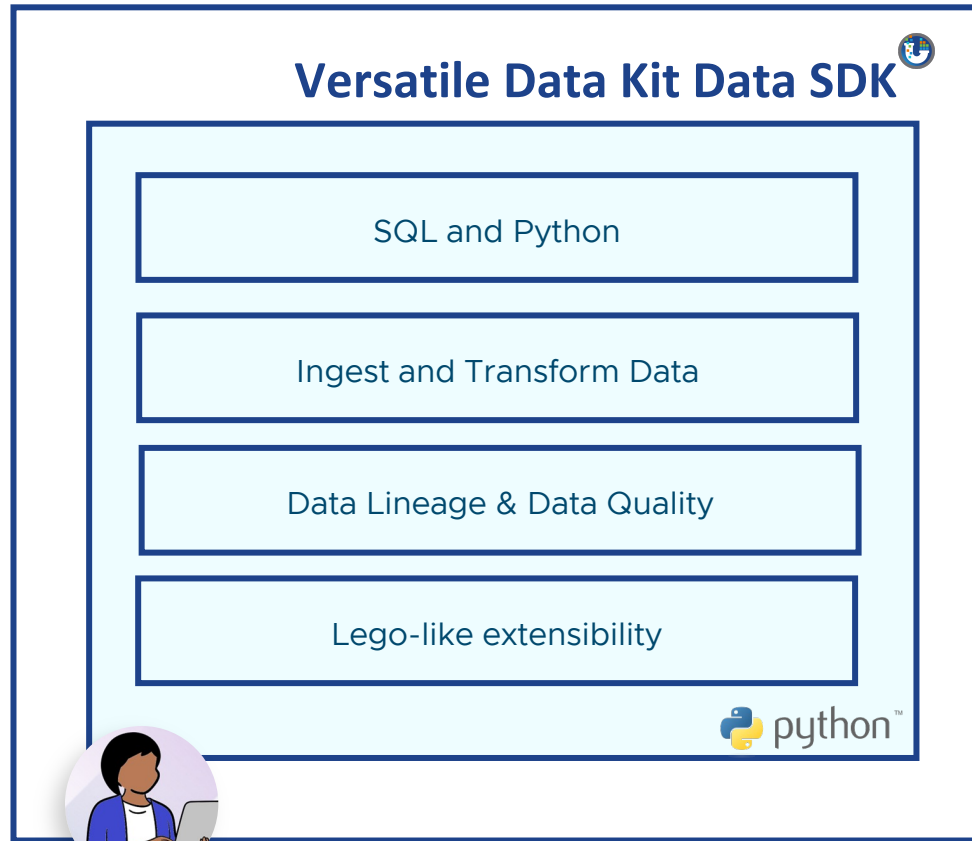 Versatile Data Kit Data SDK
SQL and Python
Ingest and Transform Data
Data Lineage & Data Quality
Lego-like extensibility
python™